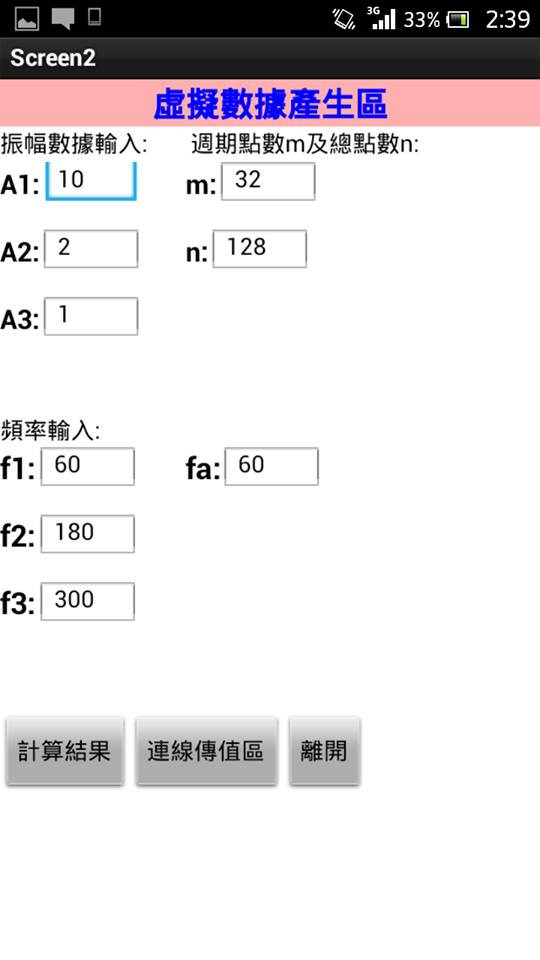 3G 33% 2:39
Screen2
虛擬數據產生區
振幅數據輸入: 週期點數m及總點數n:
A1: 10 m: 32
A2: 2 n: 128
A3: 1
頻率輸入:
f1: 60 fa: 60
f2: 180
f3: 300
計算結果 連線傳值區 離開